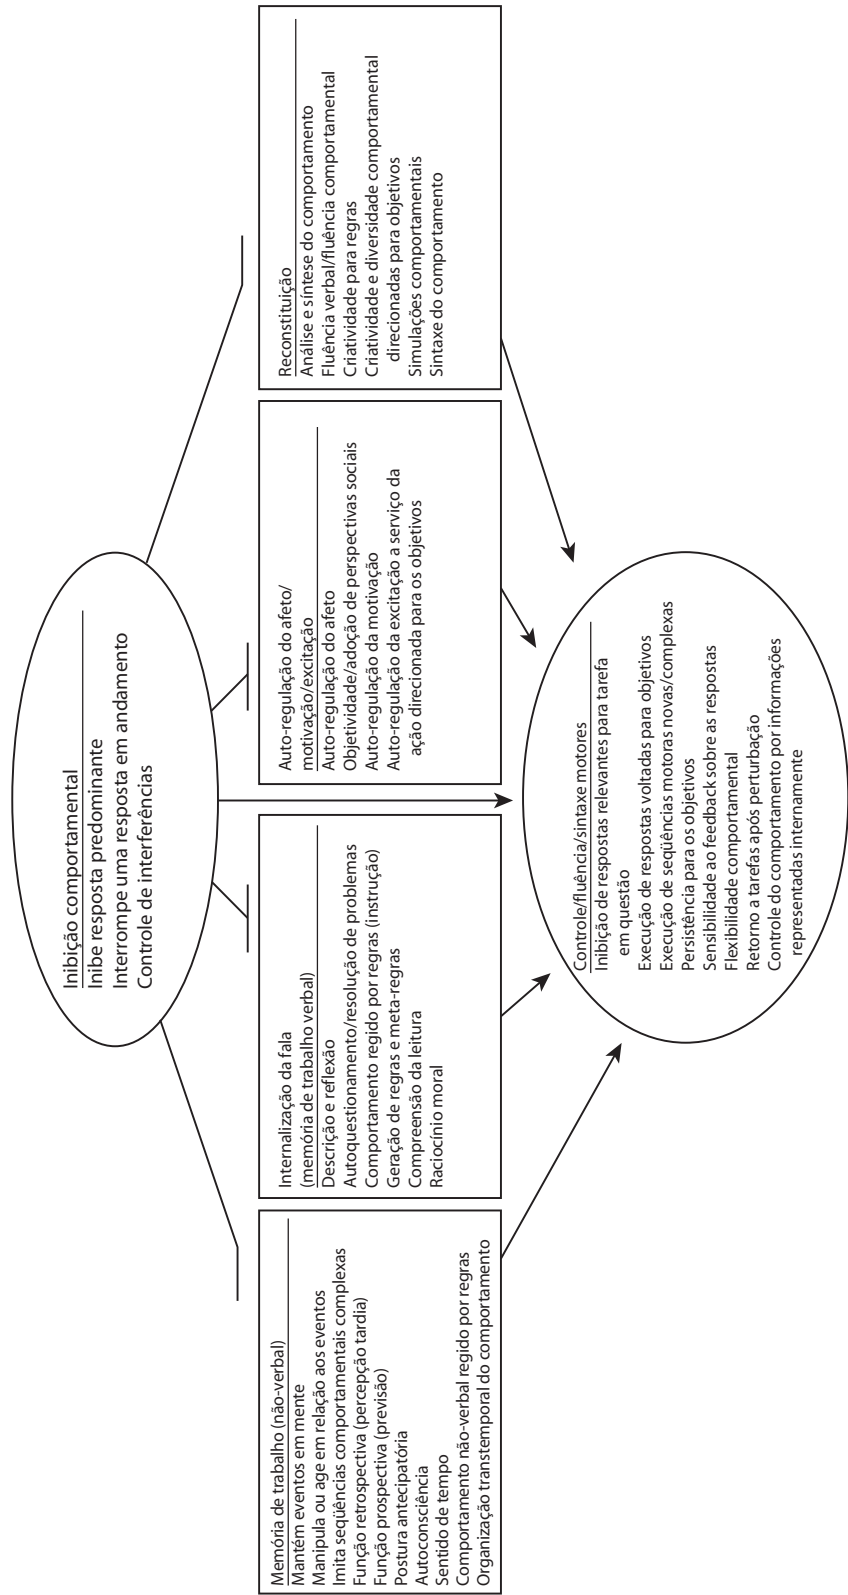 Inibição comportamental
Inibe resposta predominante
Interrompe uma resposta em andamento
Controle de interferências
Memória de trabalho (não-verbal)
Mantém eventos em mente
Manipula ou age em relação aos eventos
Imita seqüências comportamentais complexas
Função retrospectiva (percepção tardia)
Função prospectiva (previsão)
Postura antecipatória
Autoconsciência
Sentido de tempo
Comportamento não-verbal regido por regras
Organização transtemporal do comportamento
Internalização da fala
(memória de trabalho verbal)
Descrição e reflexão
Autoquestionamento/resolução de problemas
Comportamento regido por regras (instrução)
Geração de regras e meta-regras
Compreensão da leitura
Raciocínio moral
Auto-regulação do afeto/
motivação/excitação
Auto-regulação do afeto
Objetividade/adoção de perspectivas sociais
Auto-regulação da motivação
Auto-regulação da excitação a serviço da
ação direcionada para os objetivos
Reconstituição
Análise e síntese do comportamento
Fluência verbal/fluência comportamental
Criatividade para regras
Criatividade e diversidade comportamental
direcionadas para objetivos
Simulações comportamentais
Sintaxe do comportamento
Controle/fluência/sintaxe motores
Inibição de respostas relevantes para tarefa
em questão
Execução de respostas voltadas para objetivos
Execução de seqüências motoras novas/complexas
Persistência para os objetivos
Sensibilidade ao feedback sobre as respostas
Flexibilidade comportamental
Retorno a tarefas após perturbação
Controle do comportamento por informações
representadas internamente